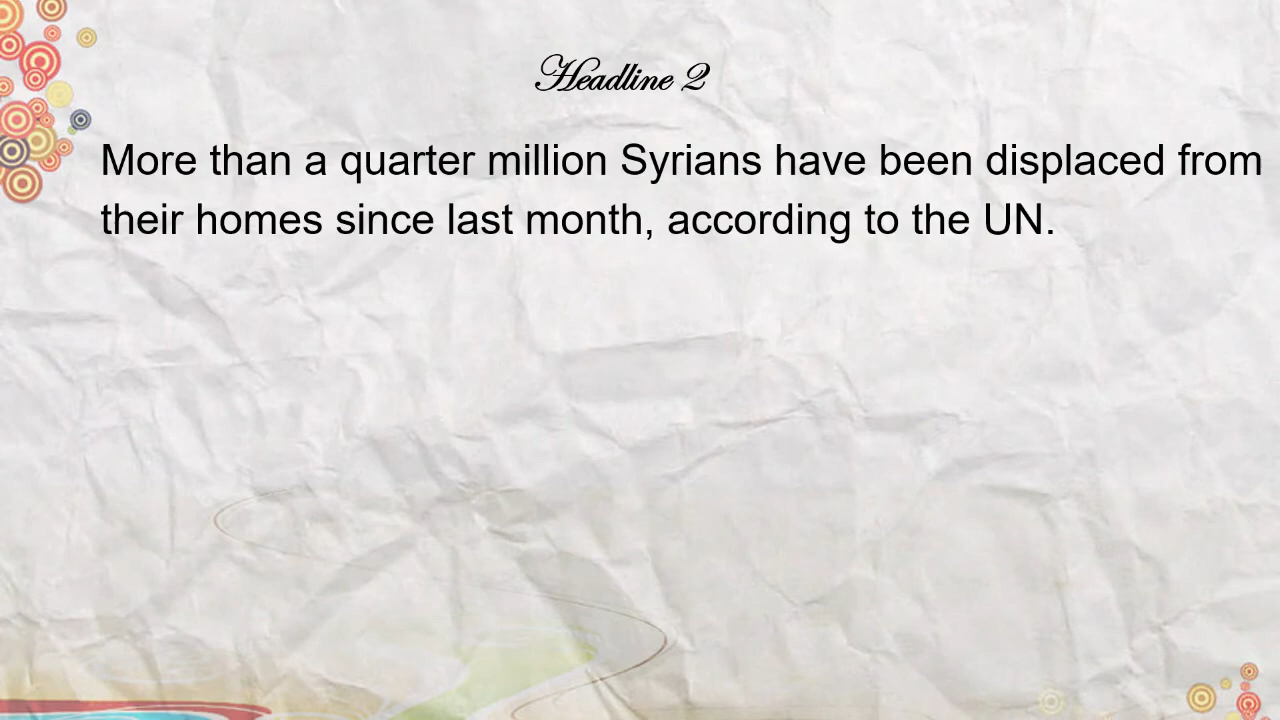 Headline 2
More than a quarter million Syrians have been displaced from
their homes since last month, according to the UN.